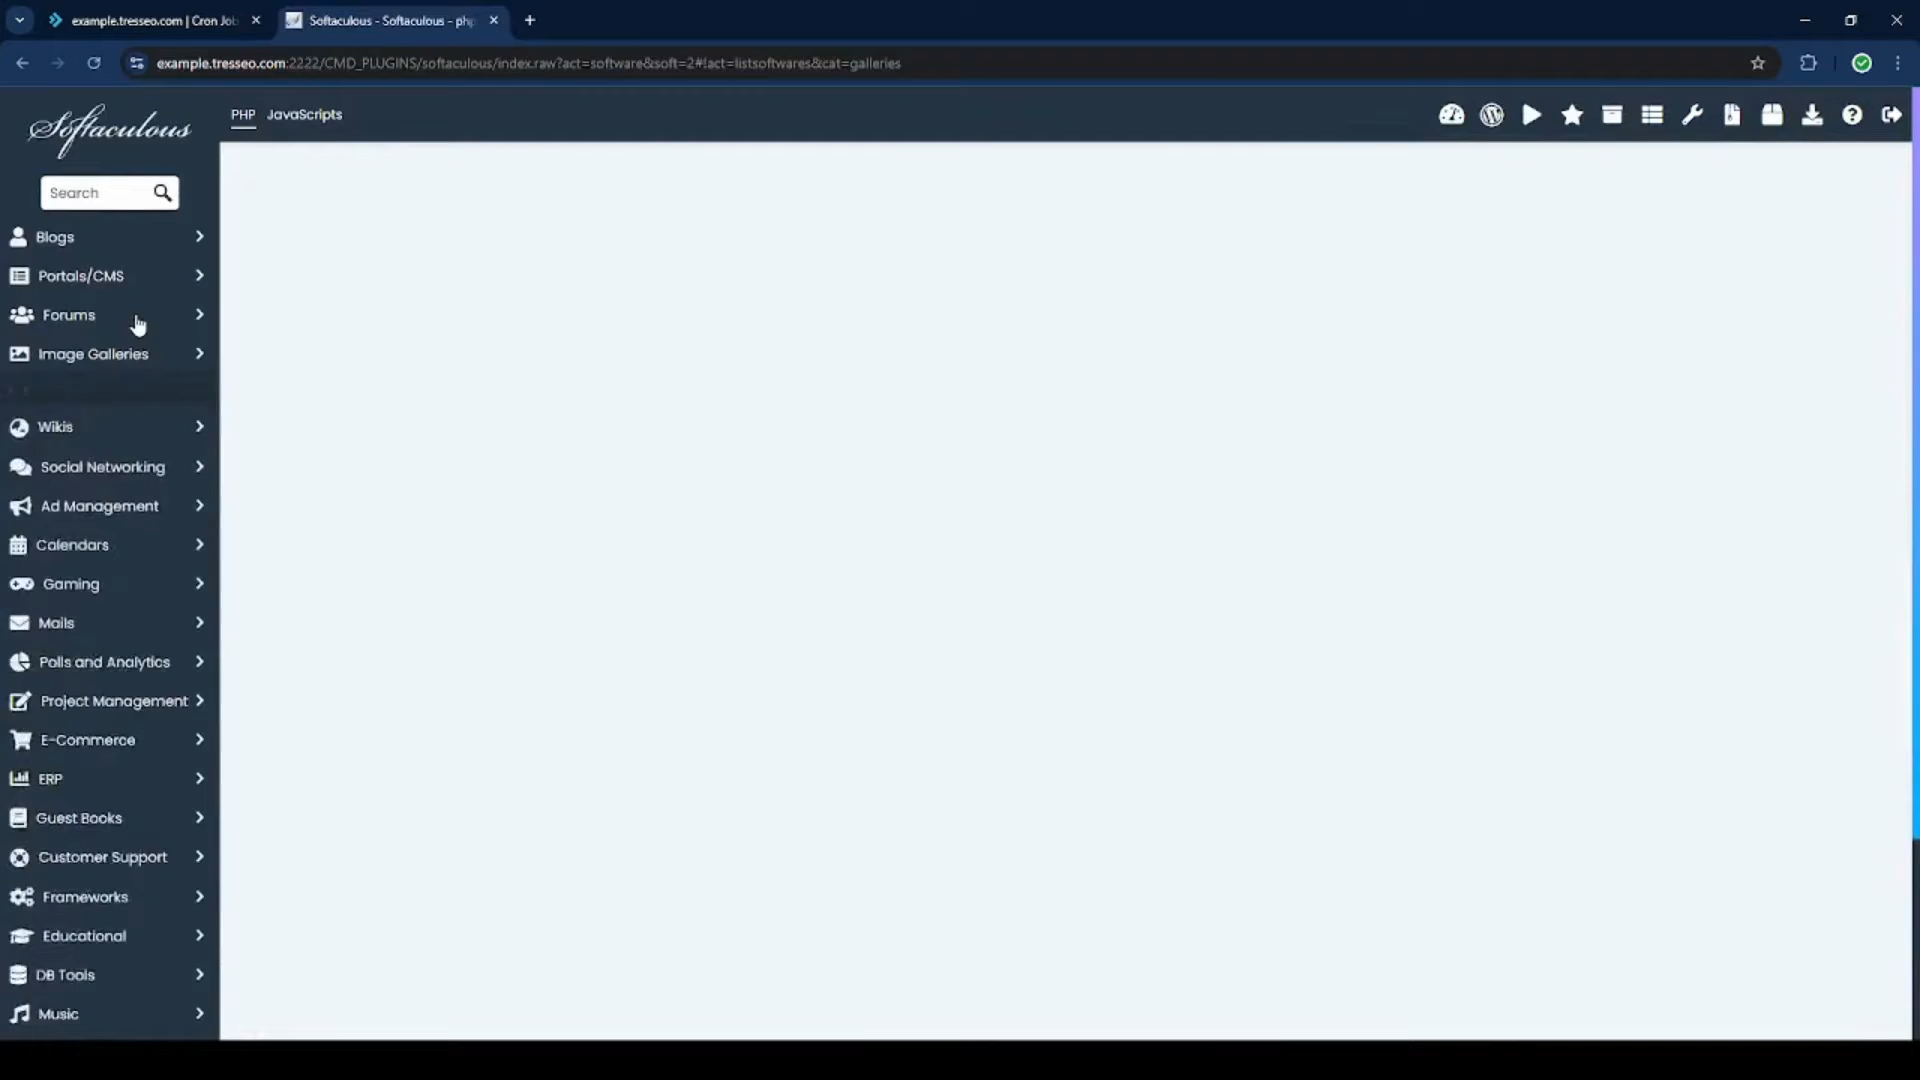 example.tresseo.com | Cron Job
Softaculous - Softaculous - php
example.tresseo.com:2222/CMD_PLUGINS/softaculous/index.raw?act=software&soft=2#!act=listsoftwares&cat=galleries
Softaculous
PHP JavaScripts
Search
Blogs
Portals/CMS
Forums
Image Galleries
Wikis
Social Networking
Ad Management
Calendars
Gaming
Mails
Polls and Analytics
Project Management
E-Commerce
ERP
Guest Books
Customer Support
Frameworks
Educational
DB Tools
Music